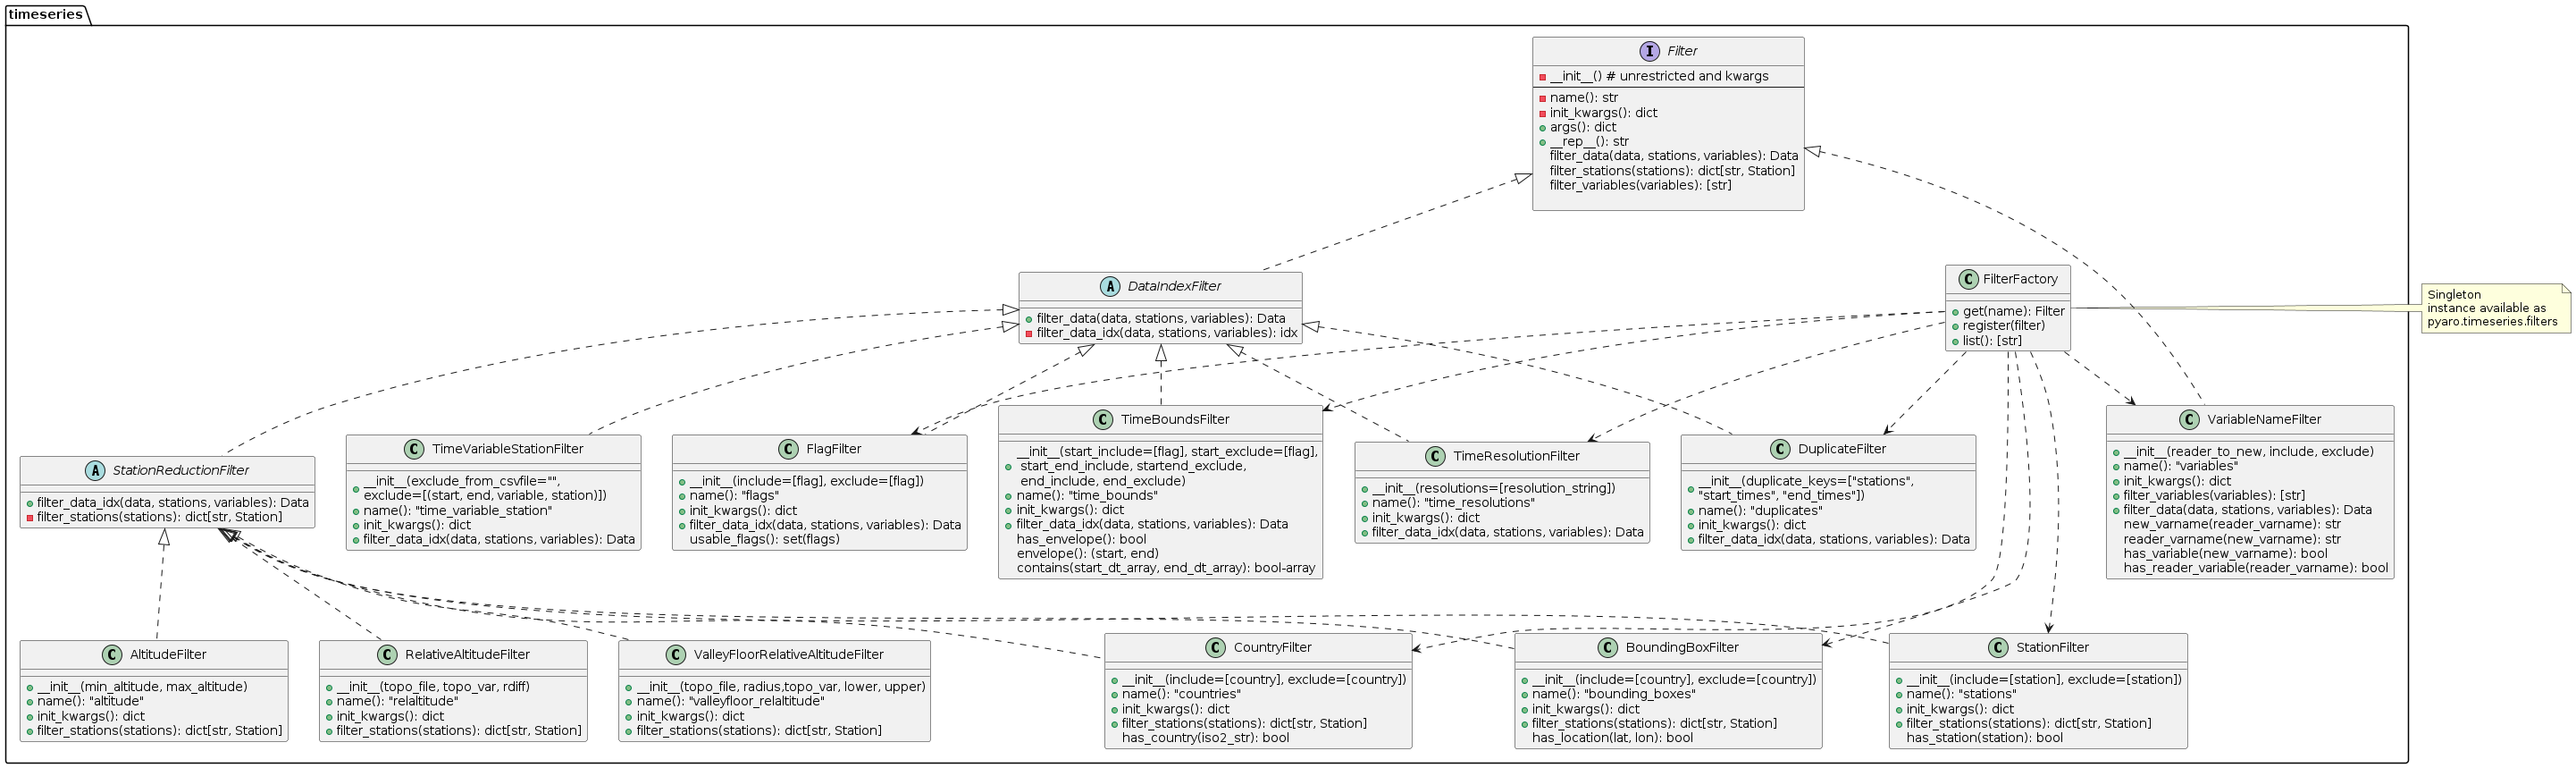 timeseries
I Filter
__init__() # unrestricted and kwargs
name(): str
init_kwargs(): dict
args(): dict
__rep__(): str
filter_data(data, stations, variables): Data
filter_stations(stations): dict[str, Station]
filter_variables(variables): [str]
A DataIndexFilter
filter_data(data, stations, variables): Data
filter_data_idx(data, stations, variables): idx
C FilterFactory
get(name): Filter
register(filter)
list(): [str]
Singleton
instance available as
pyaro.timeseries.filters
A StationReductionFilter
filter_data_idx(data, stations, variables): Data
filter_stations(stations): dict[str, Station]
C TimeVariableStationFilter
__init__(exclude_from_csvfile="",
exclude=[(start, end, variable, station)])
name(): "time_variable_station"
init_kwargs(): dict
filter_data_idx(data, stations, variables): Data
C FlagFilter
__init__(include=[flag], exclude=[flag])
name(): "flags"
init_kwargs(): dict
filter_data_idx(data, stations, variables): Data
usable_flags(): set(flags)
C TimeBoundsFilter
__init__(start_include=[flag], start_exclude=[flag],
start_end_include, startend_exclude,
end_include, end_exclude)
name(): "time_bounds"
init_kwargs(): dict
filter_data_idx(data, stations, variables): Data
has_envelope(): bool
envelope(): (start, end)
contains(start_dt_array, end_dt_array): bool-array
C TimeResolutionFilter
__init__(resolutions=[resolution_string])
name(): "time_resolutions"
init_kwargs(): dict
filter_data_idx(data, stations, variables): Data
C DuplicateFilter
__init__(duplicate_keys=["stations",
"start_times", "end_times"])
name(): "duplicates"
init_kwargs(): dict
filter_data_idx(data, stations, variables): Data
C VariableNameFilter
__init__(reader_to_new, include, exclude)
name(): "variables"
init_kwargs(): dict
filter_variables(variables): [str]
filter_data(data, stations, variables): Data
new_varname(reader_varname): str
reader_varname(new_varname): str
has_variable(new_varname): bool
has_reader_variable(reader_varname): bool
C AltitudeFilter
__init__(min_altitude, max_altitude)
name(): "altitude"
init_kwargs(): dict
filter_stations(stations): dict[str, Station]
C RelativeAltitudeFilter
__init__(topo_file, topo_var, rdiff)
name(): "relaltitude"
init_kwargs(): dict
filter_stations(stations): dict[str, Station]
C ValleyFloorRelativeAltitudeFilter
__init__(topo_file, radius,topo_var, lower, upper)
name(): "valleyfloor_relaltitude"
init_kwargs(): dict
filter_stations(stations): dict[str, Station]
C CountryFilter
__init__(include=[country], exclude=[country])
name(): "countries"
init_kwargs(): dict
filter_stations(stations): dict[str, Station]
has_country(iso2_str): bool
C BoundingBoxFilter
__init__(include=[country], exclude=[country])
name(): "bounding_boxes"
init_kwargs(): dict
filter_stations(stations): dict[str, Station]
has_location(lat, lon): bool
C StationFilter
__init__(include=[station], exclude=[station])
name(): "stations"
init_kwargs(): dict
filter_stations(stations): dict[str, Station]
has_station(station): bool